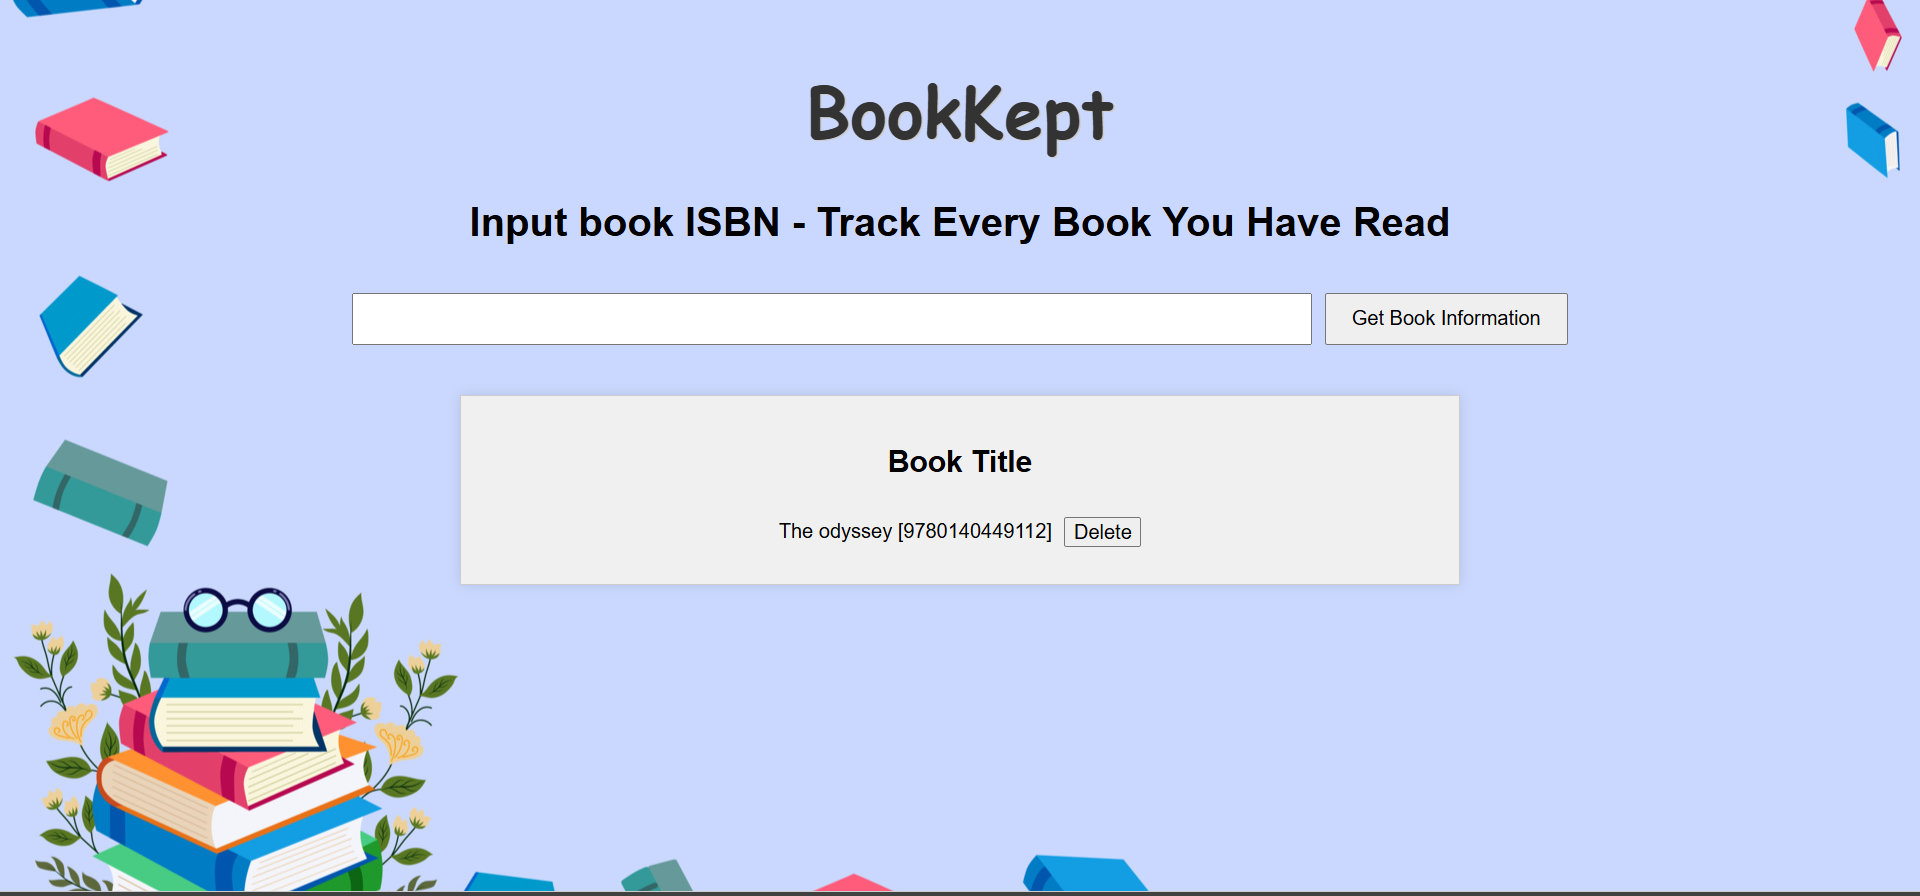 BookKept
Input book ISBN - Track Every Book You Have Read
Get Book Information
Book Title
The odyssey [9780140449112] Delete